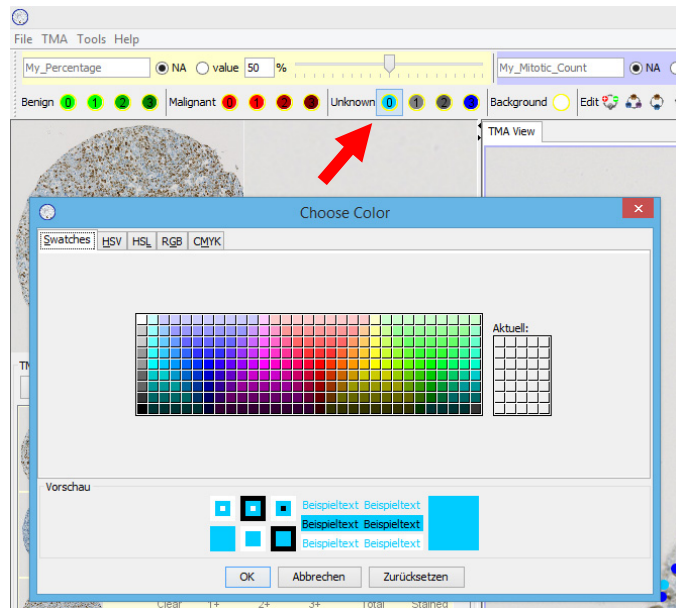 File TMA Tools Help
My_Percentage NA value 50 % My_Mitotic_Count NA
Benign 0 1 2 3 Malignant 0 1 2 3 Unknown 0 1 2 3 Background Edit
TMA View
Choose Color
Swatches HSV HSL RGB CMYK
Aktuell:
Vorschau
Beispieltext Beispieltext
Beispieltext Beispieltext
Beispieltext Beispieltext
OK Abbrechen Zurücksetzen
Clear 1+ 2+ 3+ Total Stained